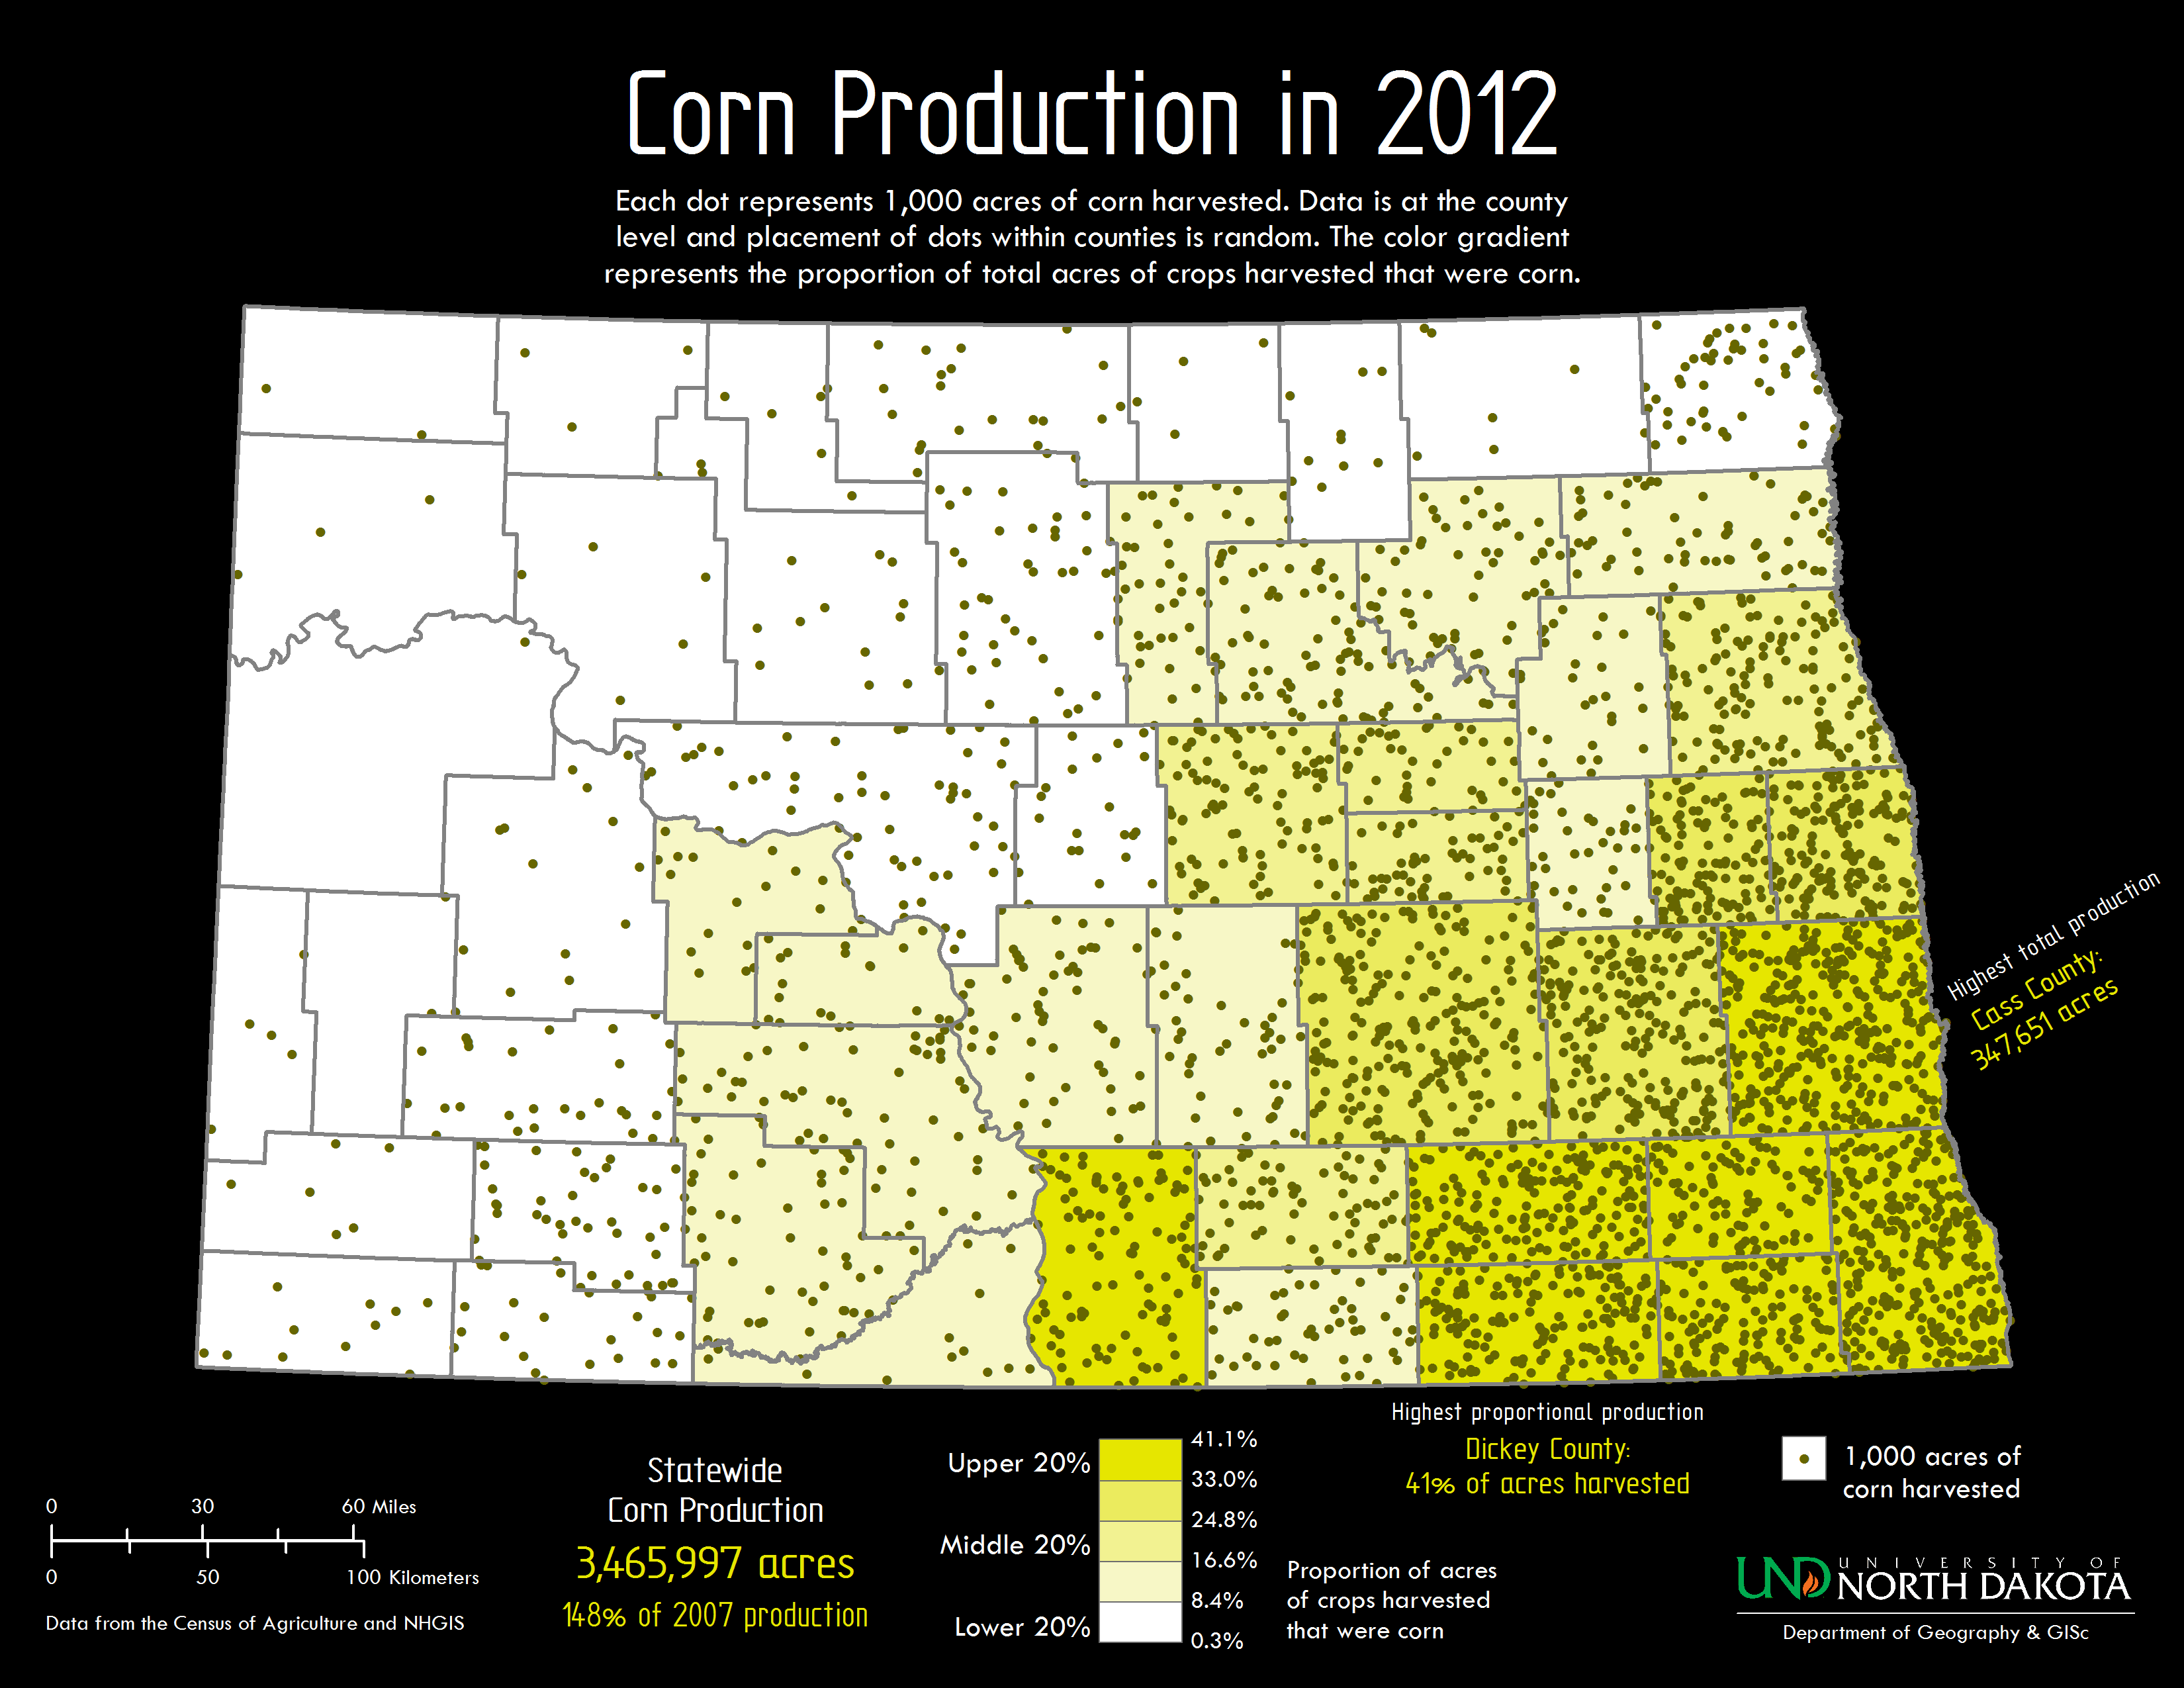 Corn Production in 2012
Each dot represents 1,000 acres of corn harvested. Data is at the county
level and placement of dots within counties is random. The color gradient
represents the proportion of total acres of crops harvested that were corn.
Highest total production
Cass County:
347,651 acres
Highest proportional production
Dickey County:
41% of acres harvested
1,000 acres of
corn harvested
Statewide
Corn Production
3,465,997 acres
148% of 2007 production
Upper 20%
Middle 20%
Lower 20%
41.1%
33.0%
24.8%
16.6%
8.4%
0.3%
Proportion of acres
of crops harvested
that were corn
0 30 60 Miles
0 50 100 Kilometers
Data from the Census of Agriculture and NHGIS
UND
UNIVERSITY OF
NORTH DAKOTA
Department of Geography & GISc